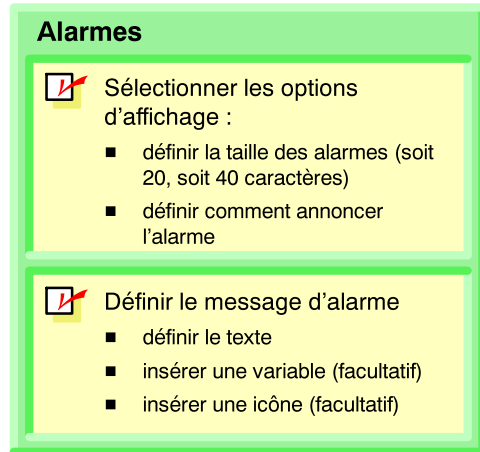 Alarmes
Sélectionner les options
d'affichage :
■ définir la taille des alarmes (soit
20, soit 40 caractères)
■ définir comment annoncer
l'alarme
Définir le message d'alarme
■ définir le texte
■ insérer une variable (facultatif)
■ insérer une icône (facultatif)